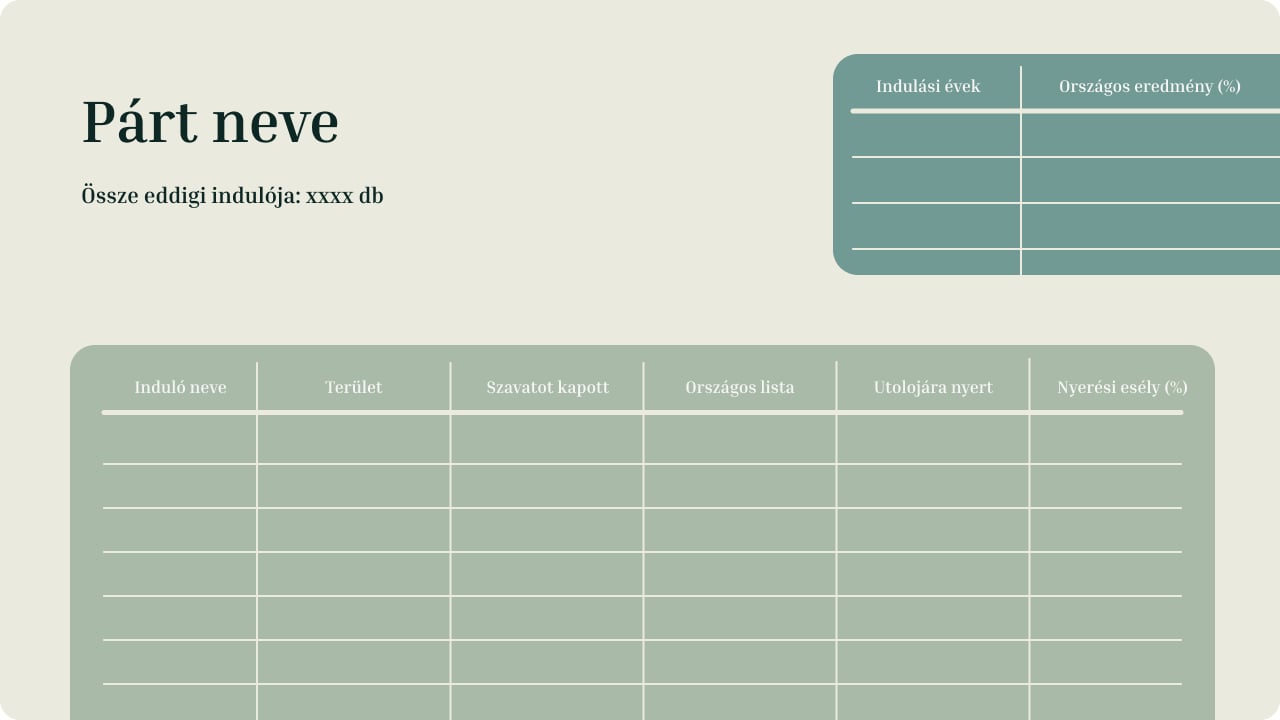 Párt neve
Össze eddigi indulója: xxxx db
Indulási évek
Országos eredmény (%)
Induló neve
Terület
Szavatot kapott
Országos lista
Utolojára nyert
Nyerési esély (%)